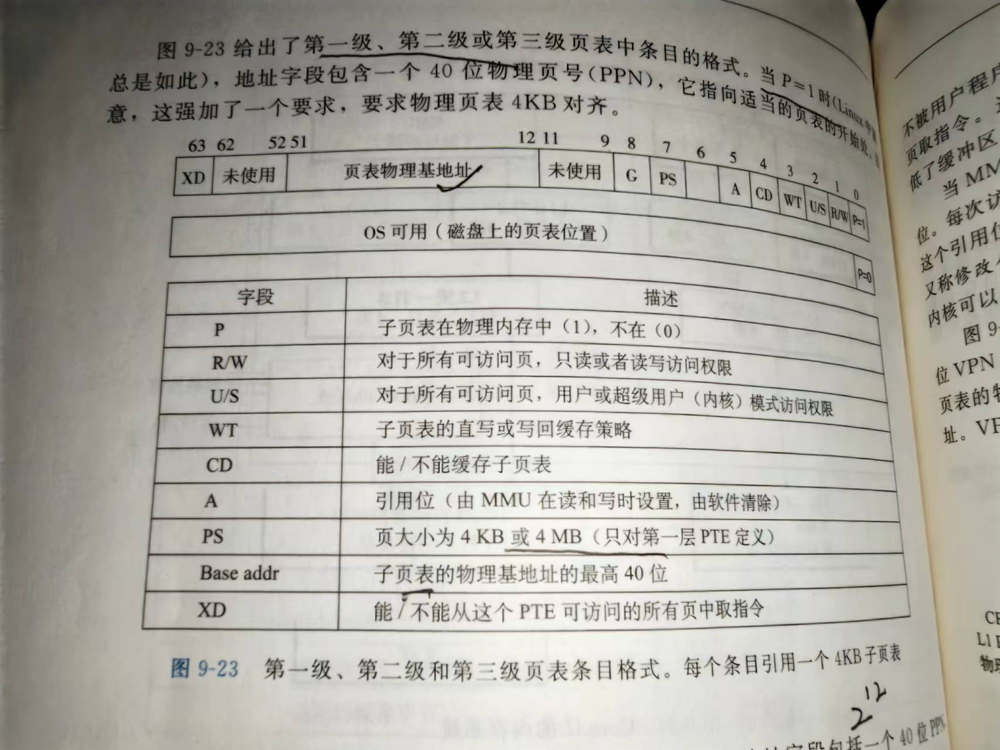 图 9-23 给出了第一级、第二级或第三级页表中条目的格式。当 P=1 时(Linux 中
总是如此)，地址字段包含一个 40 位物理页号(PPN)，它指向适当的页表的开始处。
意，这强加了一个要求，要求物理页表 4KB 对齐。
63 62 52 51 12 11 9 8 7 6 5 4 3 2 1 0
XD 未使用 页表物理基地址 未使用 G PS A CD WT U/S R/W P=1
OS 可用（磁盘上的页表位置） P=0
字段 描述
P 子页表在物理内存中（1），不在（0）
R/W 对于所有可访问页，只读或者读写访问权限
U/S 对于所有可访问页，用户或超级用户（内核）模式访问权限
WT 子页表的直写或写回缓存策略
CD 能 / 不能缓存子页表
A 引用位（由 MMU 在读和写时设置，由软件清除）
PS 页大小为 4 KB 或 4 MB（只对第一层 PTE 定义）
Base addr 子页表的物理基地址的最高 40 位
XD 能 / 不能从这个 PTE 可访问的所有页中取指令
图 9-23 第一级、第二级和第三级页表条目格式。每个条目引用一个 4KB 子页表
2¹²
字段包括一个 40 位 PPN
不被用户程序
页取指令。
低了缓冲区
当 MM
位。每次访
这个引用位
又称修改
内核可以
图 9-
位 VPN
页表的物
址。VP
L1